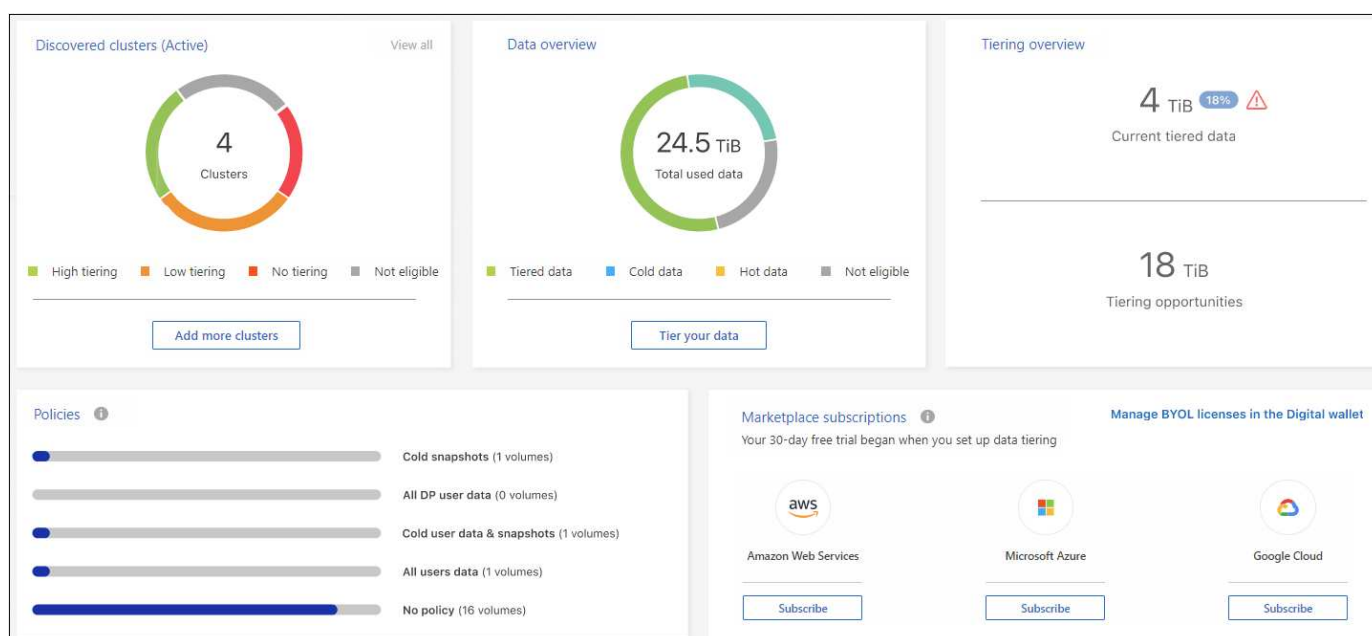 Discovered clusters (Active)
View all
4
Clusters
High tiering
Low tiering
No tiering
Not eligible
Add more clusters
Data overview
24.5 TiB
Total used data
Tiered data
Cold data
Hot data
Not eligible
Tier your data
Tiering overview
4 TiB 18%
Current tiered data
18 TiB
Tiering opportunities
Policies
Cold snapshots (1 volumes)
All DP user data (0 volumes)
Cold user data & snapshots (1 volumes)
All users data (1 volumes)
No policy (16 volumes)
Marketplace subscriptions
Manage BYOL licenses in the Digital wallet
Your 30-day free trial began when you set up data tiering
aws
Amazon Web Services
Subscribe
Microsoft Azure
Subscribe
Google Cloud
Subscribe